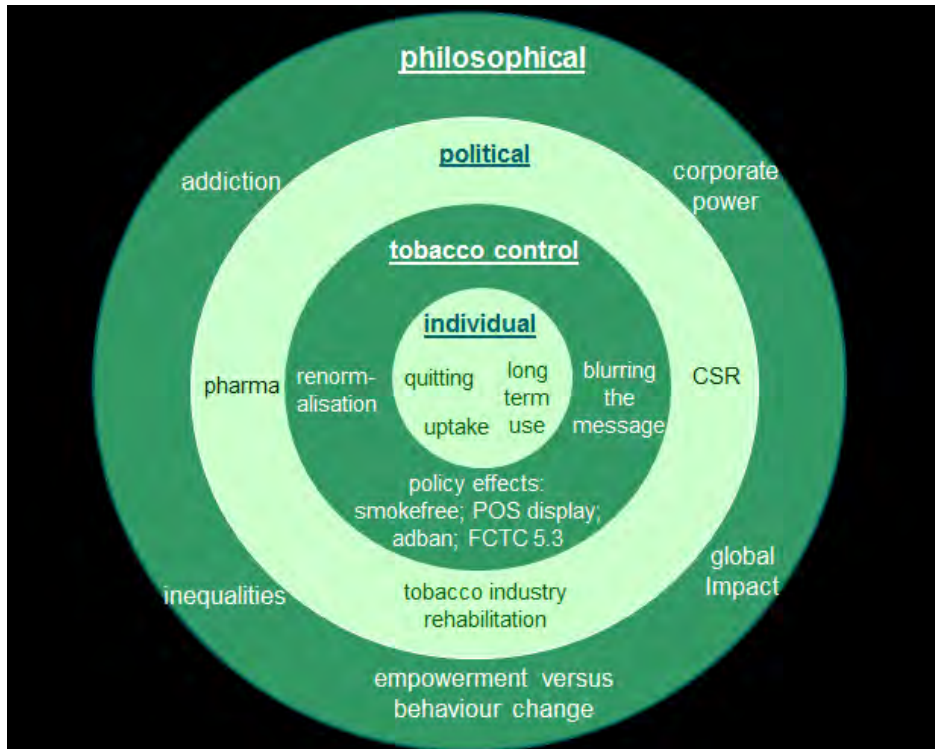 philosophical
political
addiction
corporate
power
tobacco control
individual
pharma
renorm-
alisation
quitting
long
term
use
uptake
blurring
the
message
CSR
policy effects:
smokefree; POS display;
adban; FCTC 5.3
global
Impact
inequalities
tobacco industry
rehabilitation
empowerment versus
behaviour change